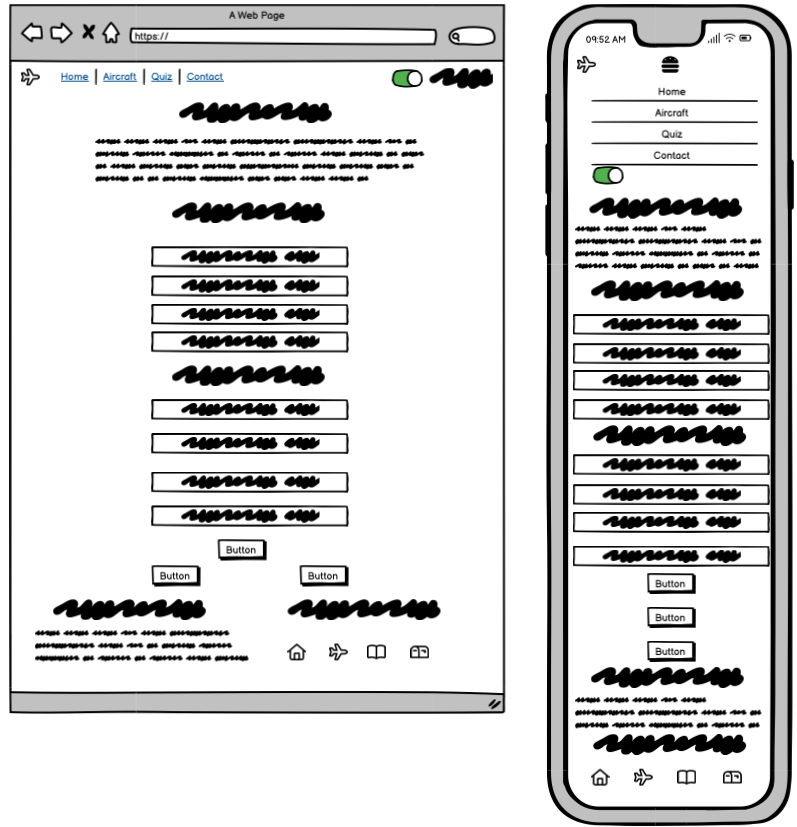 A Web Page
https://
Home Aircraft Quiz Contact
Button
Button Button
09:52 AM
Home
Aircraft
Quiz
Contact
Button
Button
Button